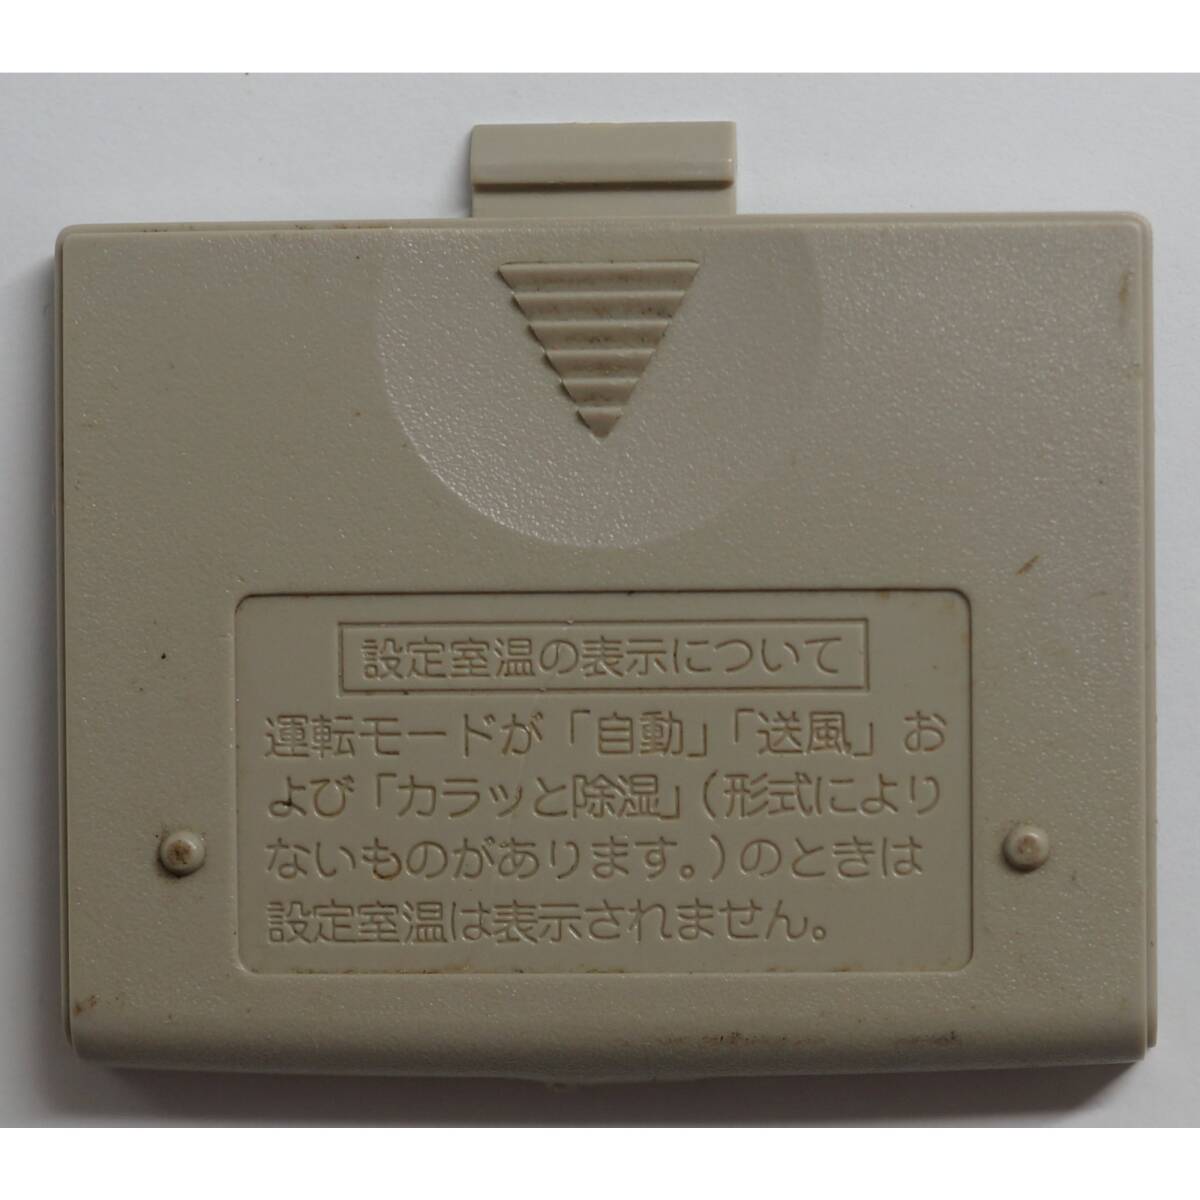 設定室温の表示について
運転モードが「自動」「送風」お
よび「カラッと除湿」(形式により
ないものがあります。)のときは
設定室温は表示されません。